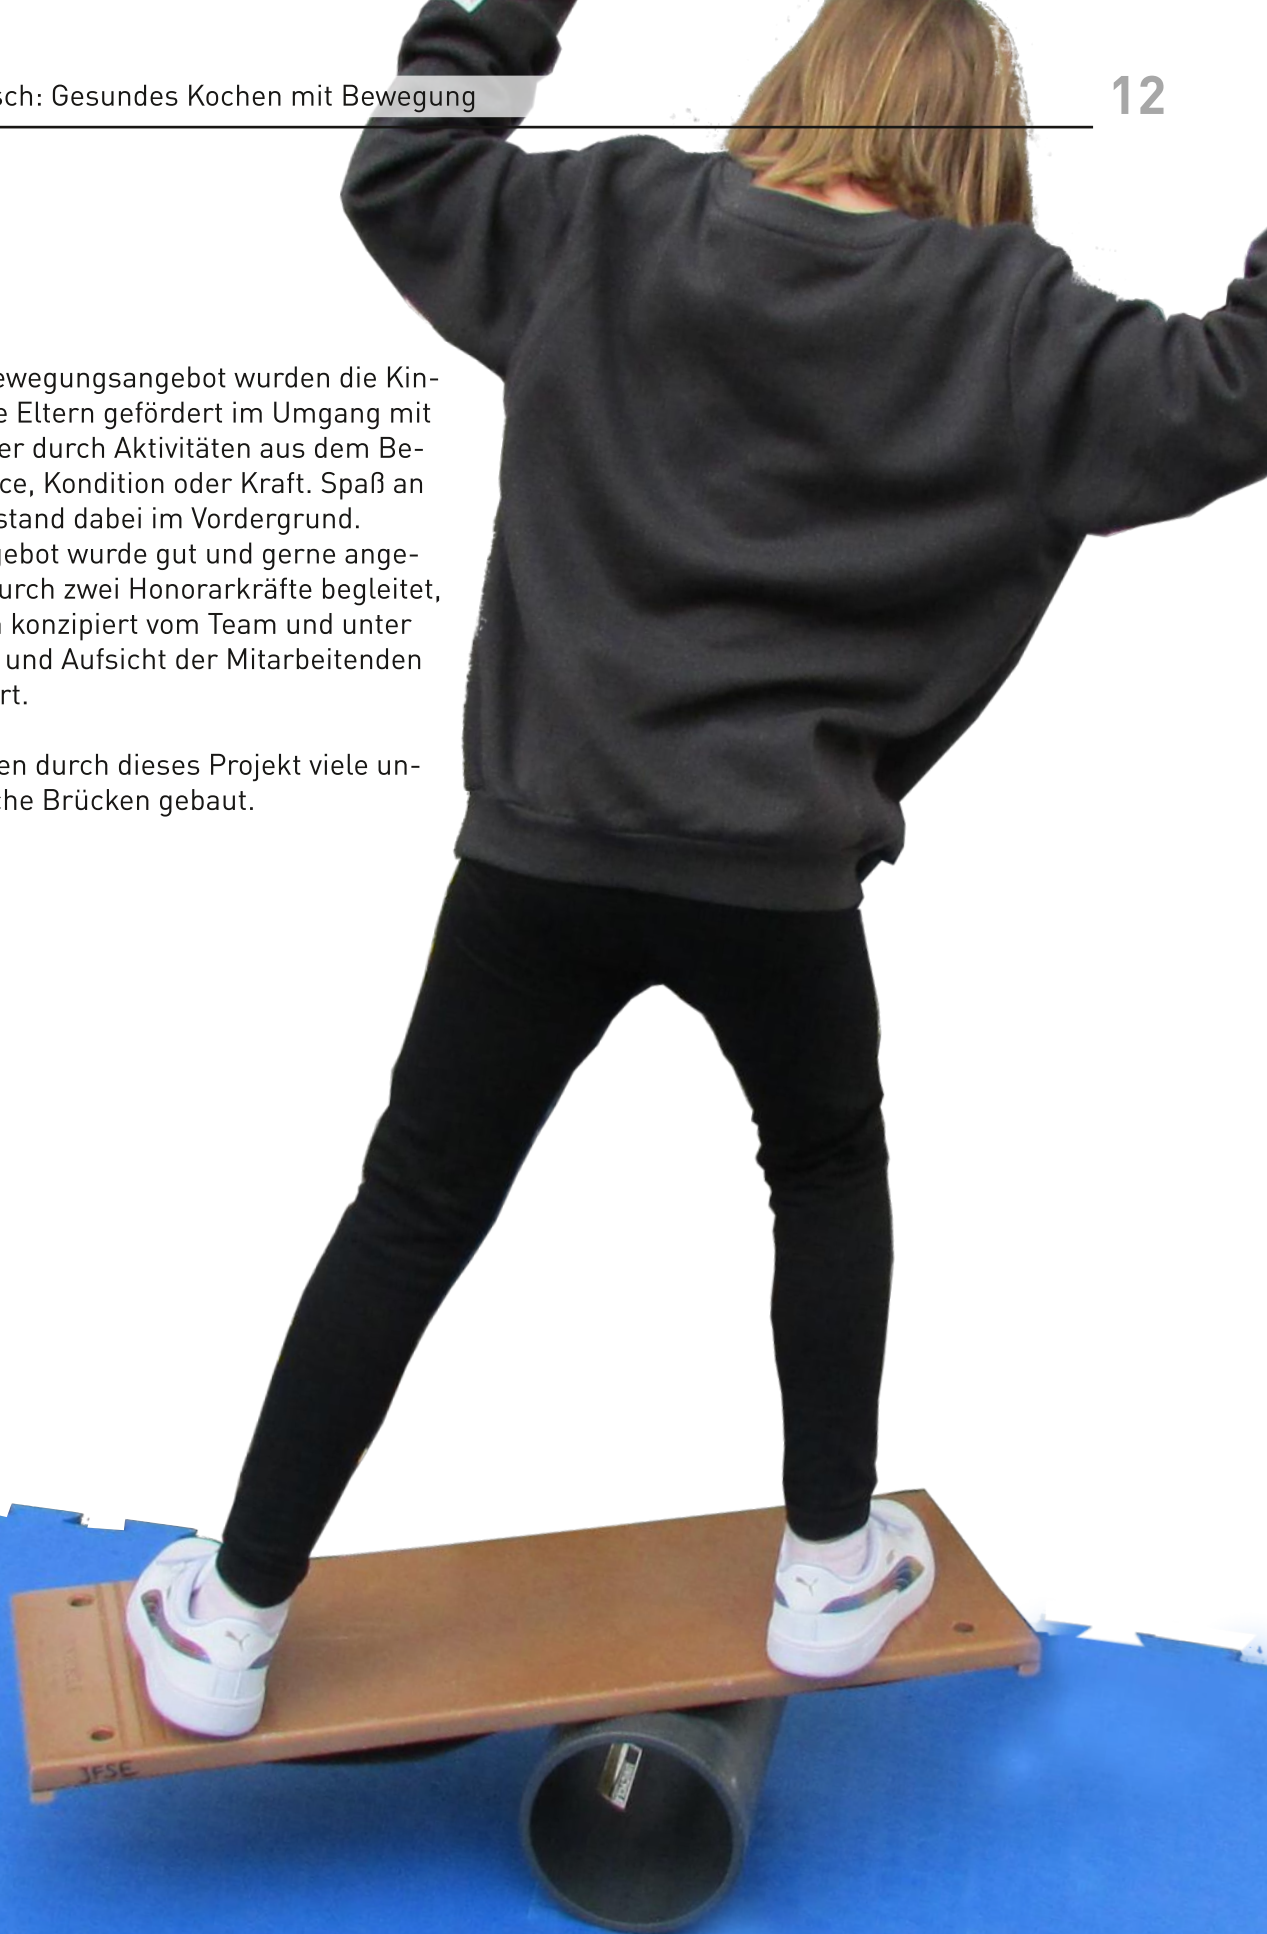 sch: Gesundes Kochen mit Bewegung
12
ewegungsangebot wurden die Kin-
e Eltern gefördert im Umgang mit
er durch Aktivitäten aus dem Be-
ce, Kondition oder Kraft. Spaß an
stand dabei im Vordergrund.
gebot wurde gut und gerne ange-
urch zwei Honorarkräfte begleitet,
konzipiert vom Team und unter
und Aufsicht der Mitarbeitenden
rt.
en durch dieses Projekt viele un-
che Brücken gebaut.
JFSE